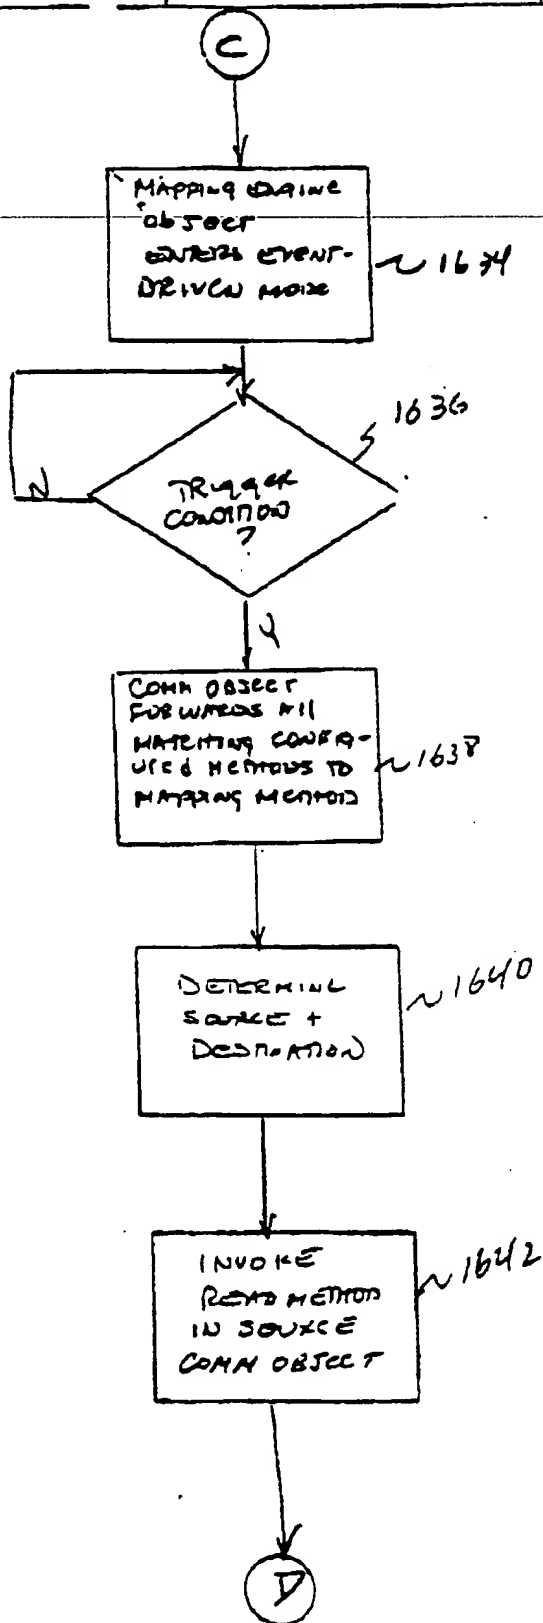 C
MAPPING ENGINE
OBJECT
ENTERS EVENT-
DRIVEN MODE
1634
1636
TRIGGER
CONDITION
?
N
Y
COMM OBJECT
FORWARDS All
MATCHING CONFIG-
URED METHODS TO
MAPPING METHOD
1638
DETERMINE
SOURCE +
DESTINATION
1640
INVOKE
READ METHOD
IN SOURCE
COMM OBJECT
1642
D